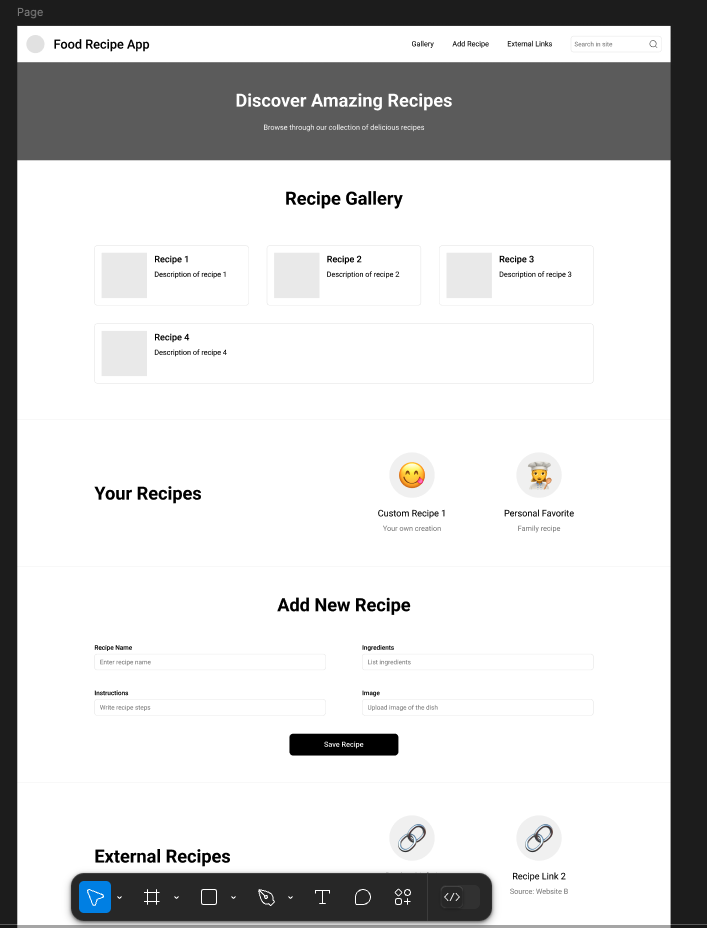 Page
Food Recipe App
Gallery
Add Recipe
External Links
Search in site
Discover Amazing Recipes
Browse through our collection of delicious recipes
Recipe Gallery
Recipe 1
Description of recipe 1
Recipe 2
Description of recipe 2
Recipe 3
Description of recipe 3
Recipe 4
Description of recipe 4
Your Recipes
Custom Recipe 1
Your own creation
Personal Favorite
Family recipe
Add New Recipe
Recipe Name
Enter recipe name
Ingredients
List ingredients
Instructions
Write recipe steps
Image
Upload image of the dish
Save Recipe
External Recipes
Recipe Link 2
Source: Website B